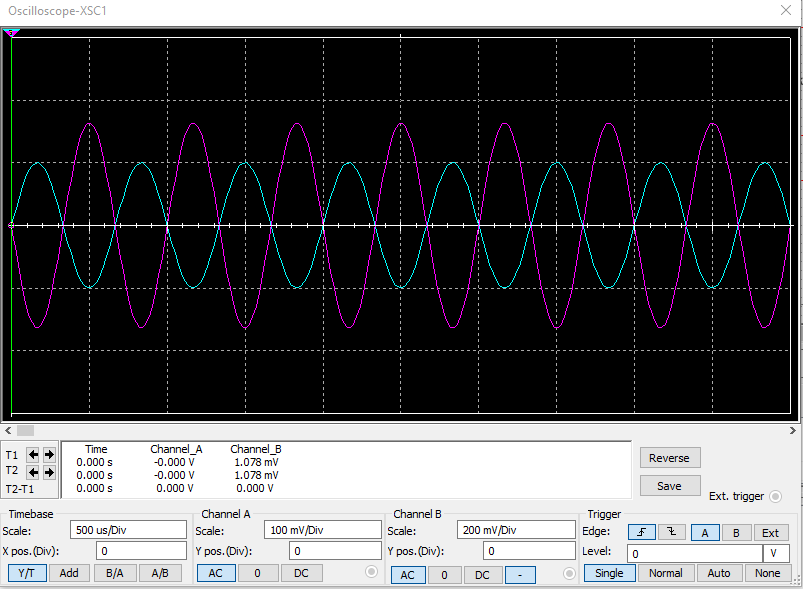 Oscilloscope-XSC1
Time Channel_A Channel_B
T1 0.000 s -0.000 V 1.078 mV
T2 0.000 s -0.000 V 1.078 mV
T2-T1 0.000 s 0.000 V 0.000 V
Reverse
Save
Ext. trigger
Timebase Channel A Channel B Trigger
Scale: 500 us/Div Scale: 100 mV/Div Scale: 200 mV/Div Edge: A B Ext
X pos.(Div): 0 Y pos.(Div): 0 Y pos.(Div): 0 Level: 0 V
Y/T Add B/A A/B AC 0 DC AC 0 DC - Single Normal Auto None